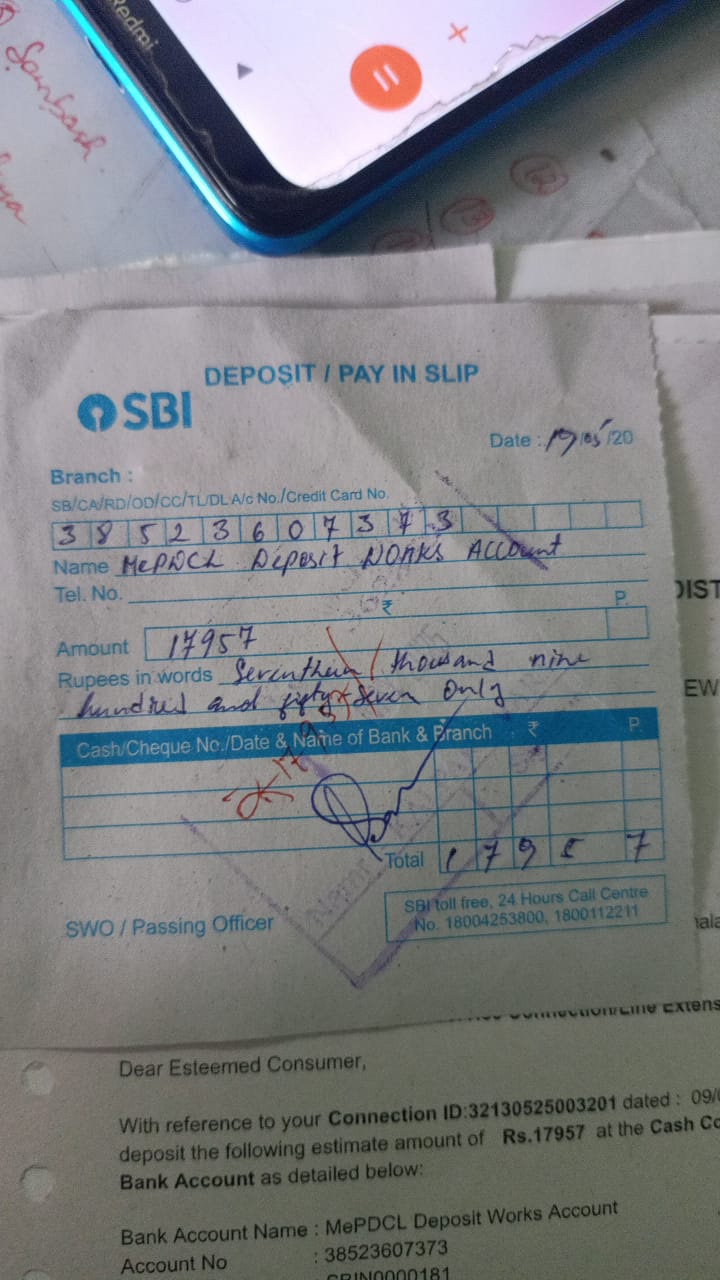 Redmi
Sambash
DEPOSIT / PAY IN SLIP
SBI
Date : 19/05/20
Branch :
SB/CA/RD/OD/CC/TL/DL A/c No./Credit Card No.
3 8 5 2 3 6 0 7 3 7 3
Name MePDCL Deposit WORKS Account
Tel. No.
₹ P.
DIST
Amount 17957
Rupees in words Seventheen thousand nine
hundred and fifty Seven only
EW
Cash/Cheque No./Date & Name of Bank & Branch ₹ P.
Total 1 7 9 5 7
SWO / Passing Officer
SBI toll free, 24 Hours Call Centre
No. 18004253800, 1800112211
Connection/Line Extens
Dear Esteemed Consumer,
With reference to your Connection ID:32130525003201 dated : 09/
deposit the following estimate amount of Rs.17957 at the Cash Co
Bank Account as detailed below:
Bank Account Name : MePDCL Deposit Works Account
Account No : 38523607373
SBIN0000181